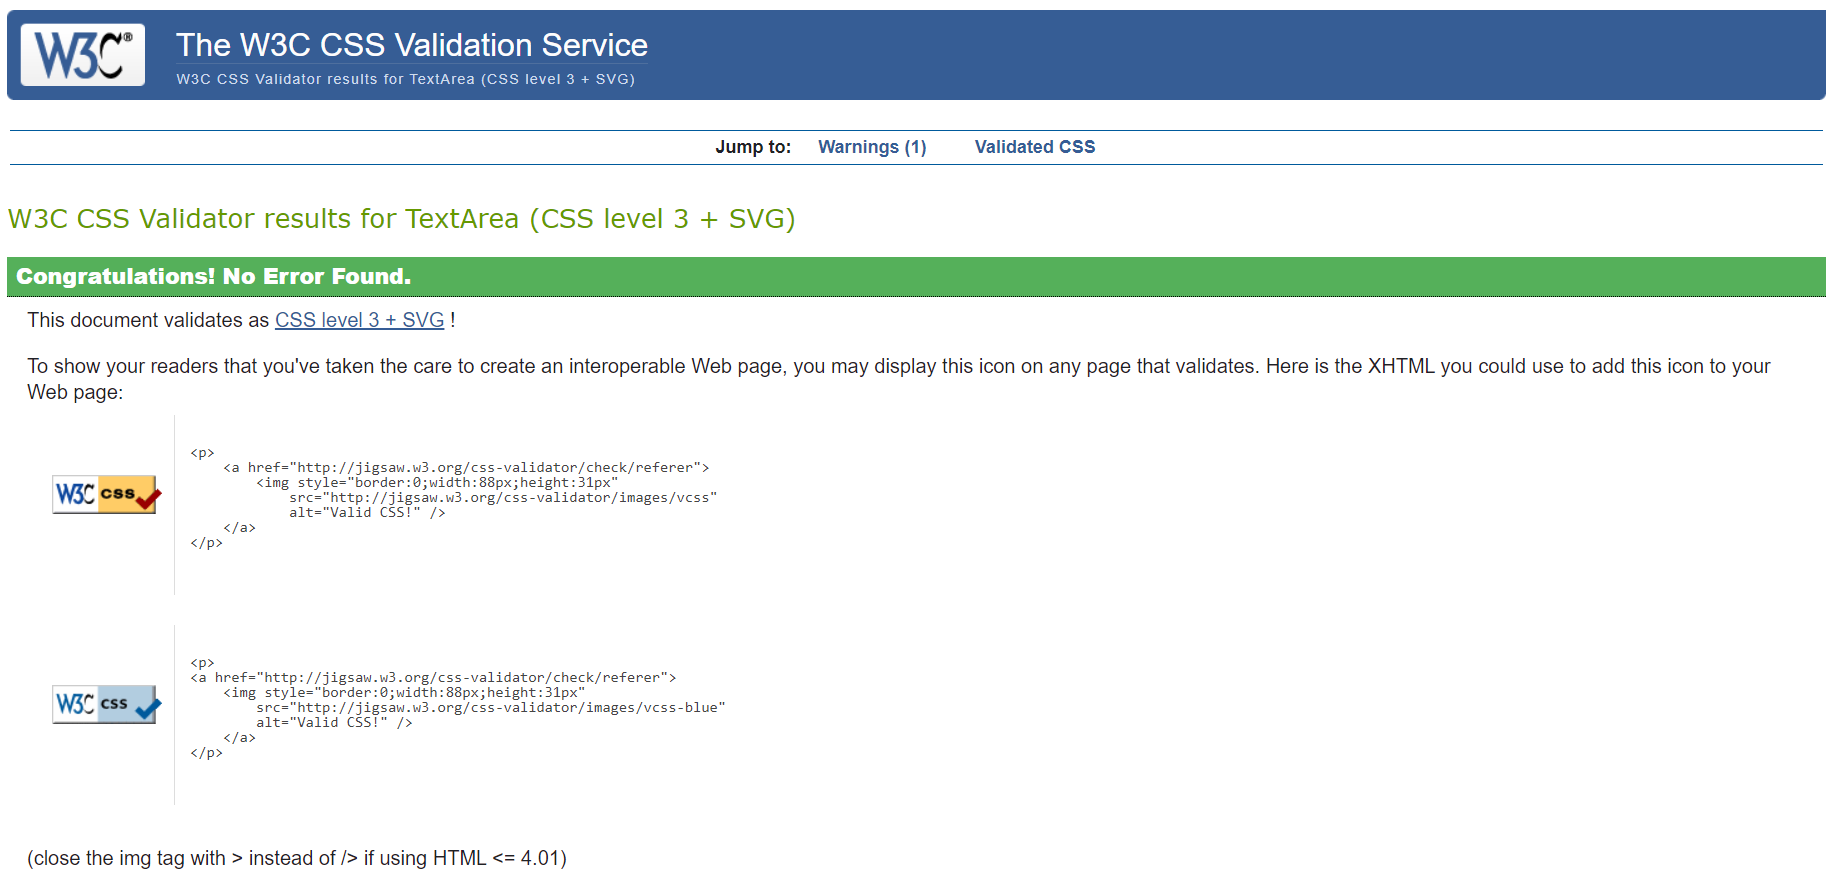 W3C®
The W3C CSS Validation Service
W3C CSS Validator results for TextArea (CSS level 3 + SVG)
Jump to: Warnings (1) Validated CSS
W3C CSS Validator results for TextArea (CSS level 3 + SVG)
Congratulations! No Error Found.
This document validates as CSS level 3 + SVG !
To show your readers that you've taken the care to create an interoperable Web page, you may display this icon on any page that validates. Here is the XHTML you could use to add this icon to your
Web page:
W3C css
<p>
    <a href="http://jigsaw.w3.org/css-validator/check/referer">
        <img style="border:0;width:88px;height:31px"
            src="http://jigsaw.w3.org/css-validator/images/vcss"
            alt="Valid CSS!" />
    </a>
</p>
W3C css
<p>
<a href="http://jigsaw.w3.org/css-validator/check/referer">
    <img style="border:0;width:88px;height:31px"
        src="http://jigsaw.w3.org/css-validator/images/vcss-blue"
        alt="Valid CSS!" />
    </a>
</p>
(close the img tag with > instead of /> if using HTML <= 4.01)